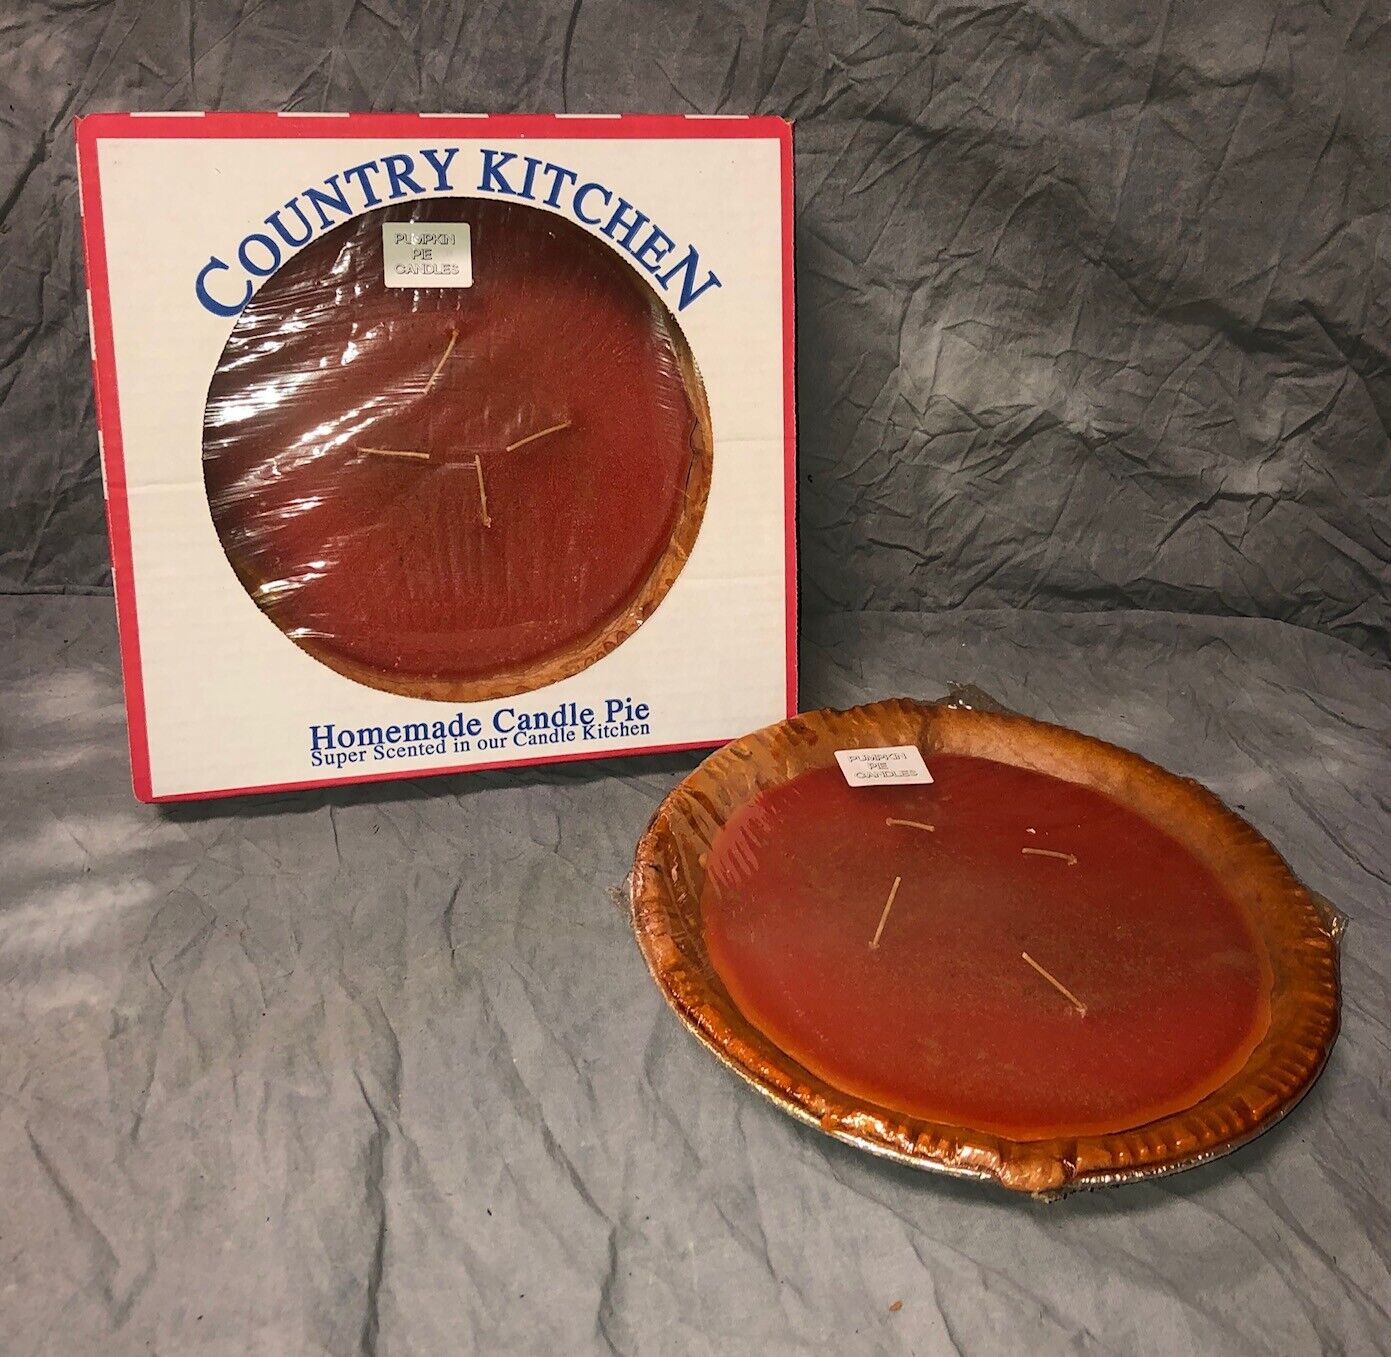 COUNTRY KITCHEN
PUMPKIN
PIE
CANDLES
Homemade Candle Pie
Super Scented in our Candle Kitchen
PUMPKIN
PIE
CANDLES